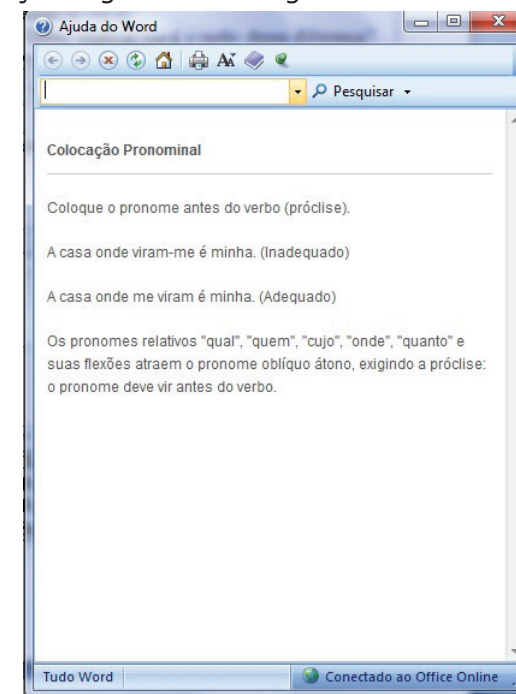 Ajuda do Word
Pesquisar
Colocação Pronominal
Coloque o pronome antes do verbo (próclise).
A casa onde viram-me é minha. (Inadequado)
A casa onde me viram é minha. (Adequado)
Os pronomes relativos "qual", "quem", "cujo", "onde", "quanto" e
suas flexões atraem o pronome oblíquo átono, exigindo a próclise:
o pronome deve vir antes do verbo.
Tudo Word
Conectado ao Office Online